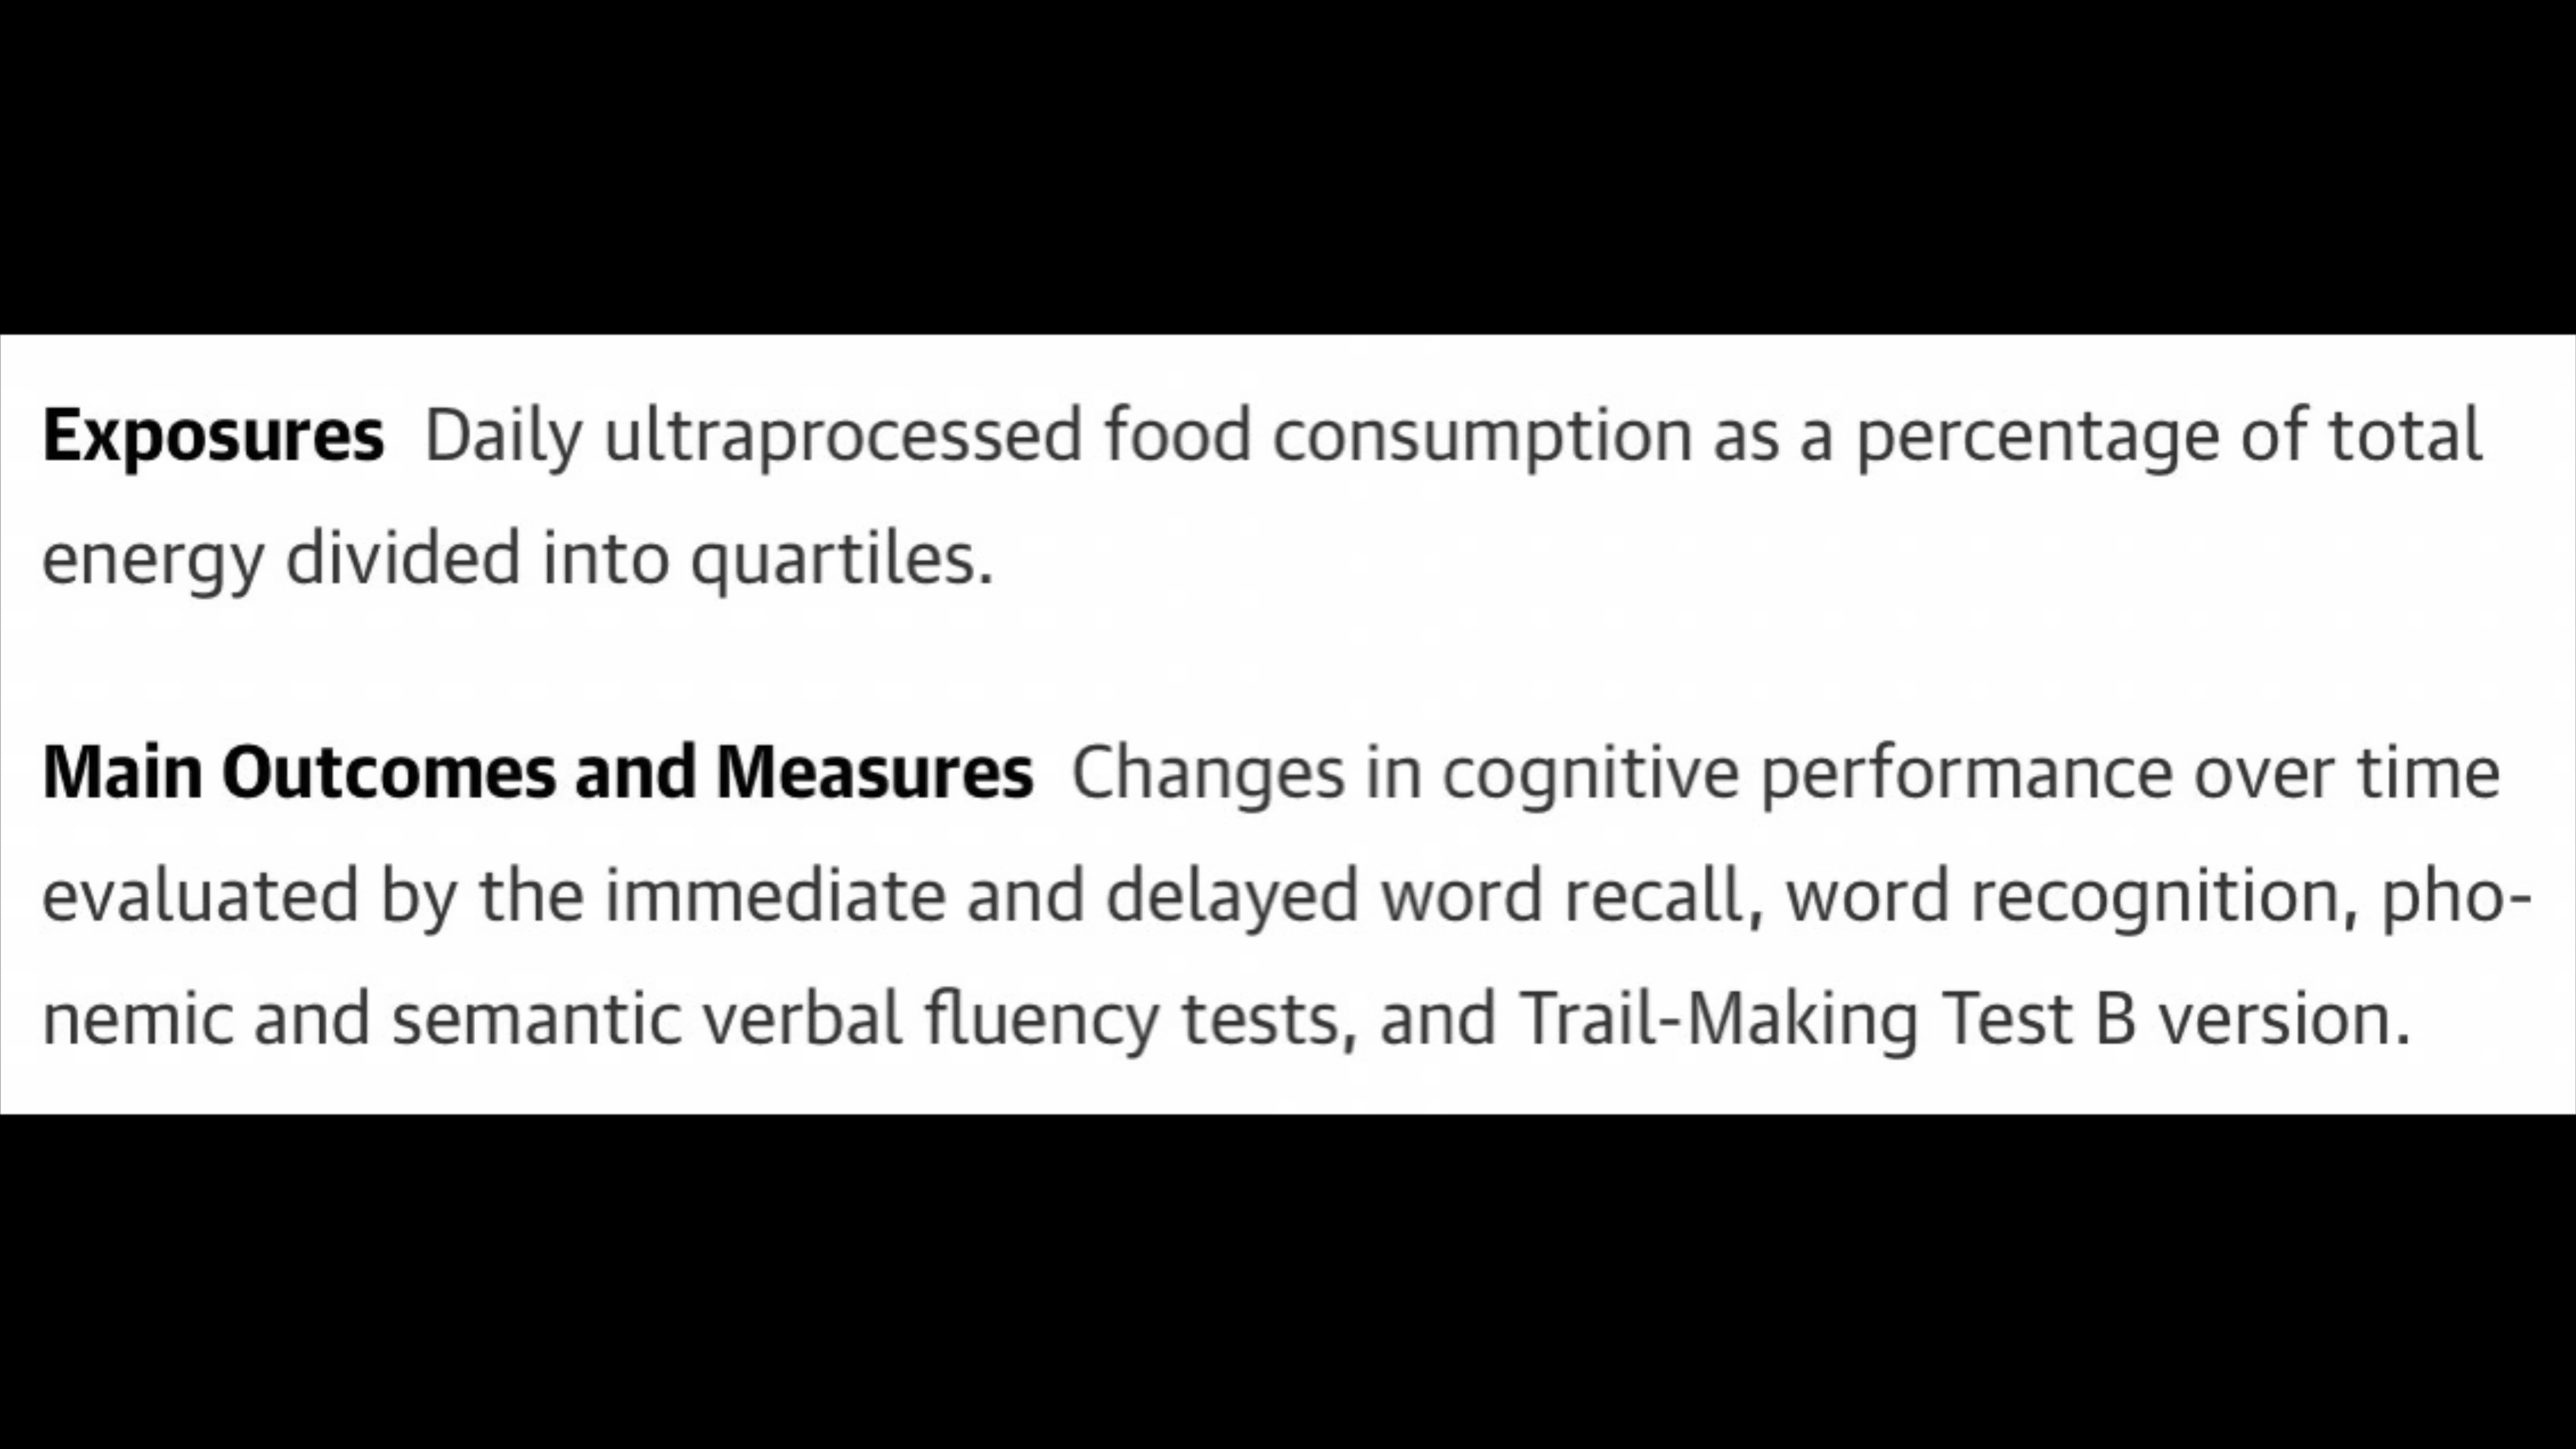 Exposures Daily ultraprocessed food consumption as a percentage of total
energy divided into quartiles.
Main Outcomes and Measures Changes in cognitive performance over time
evaluated by the immediate and delayed word recall, word recognition, pho-
nemic and semantic verbal fluency tests, and Trail-Making Test B version.